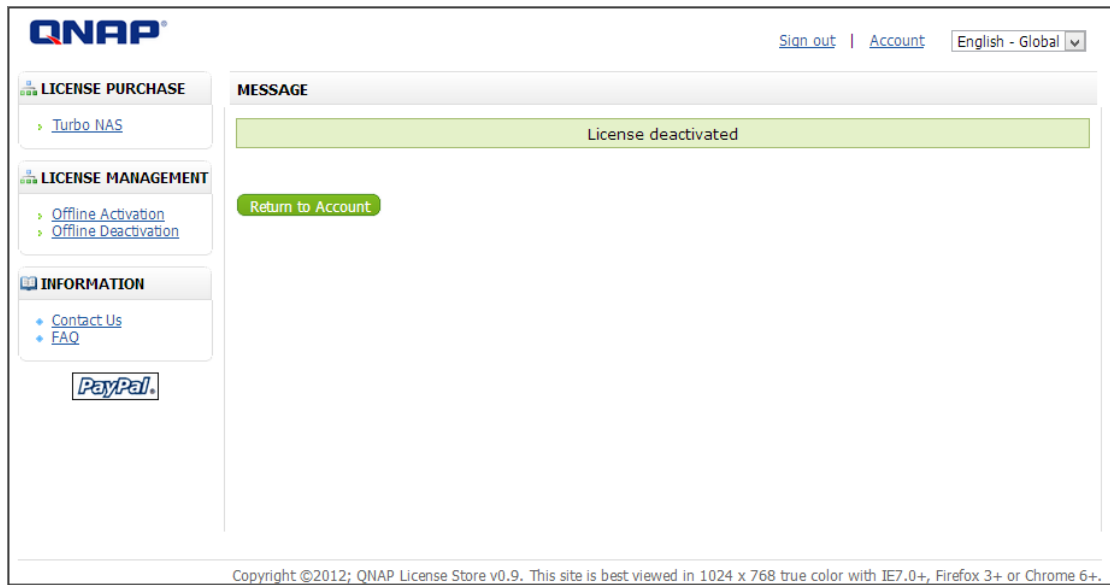 QNAP
Sign out | Account English - Global
LICENSE PURCHASE
Turbo NAS
LICENSE MANAGEMENT
Offline Activation
Offline Deactivation
INFORMATION
Contact Us
FAQ
PayPal.
MESSAGE
License deactivated
Return to Account
Copyright ©2012; QNAP License Store v0.9. This site is best viewed in 1024 x 768 true color with IE7.0+, Firefox 3+ or Chrome 6+.